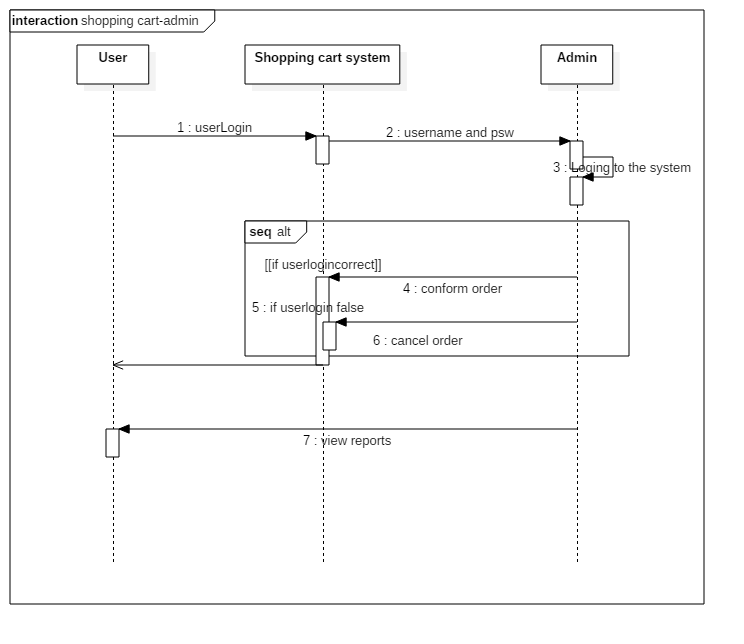 interaction shopping cart-admin
User
Shopping cart system
Admin
1 : userLogin
2 : username and psw
3 : Loging to the system
seq alt
[[if userlogincorrect]]
4 : conform order
5 : if userlogin false
6 : cancel order
7 : view reports